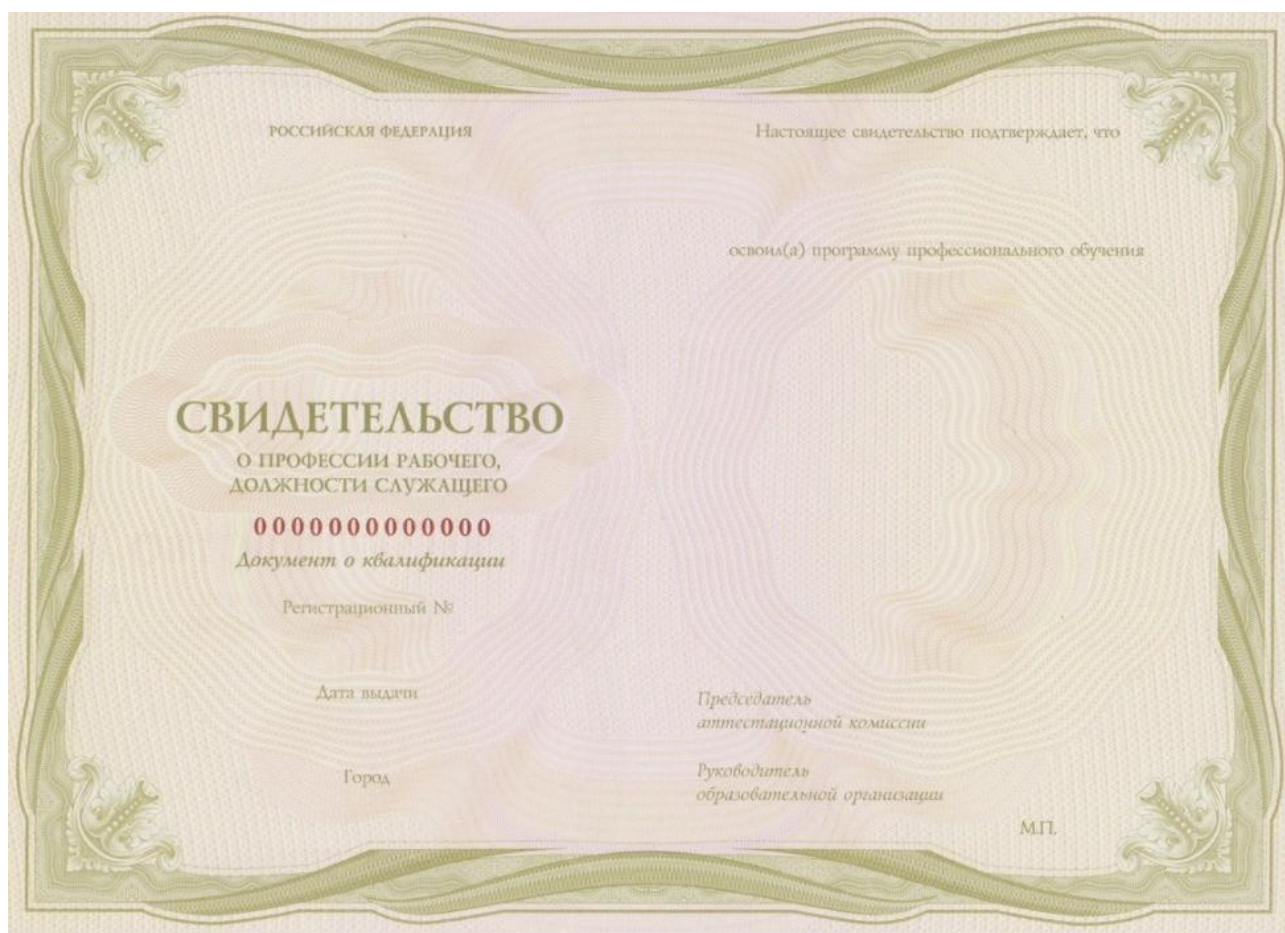 РОССИЙСКАЯ ФЕДЕРАЦИЯ
СВИДЕТЕЛЬСТВО
О ПРОФЕССИИ РАБОЧЕГО,
ДОЛЖНОСТИ СЛУЖАЩЕГО
0000000000000
Документ о квалификации
Регистрационный №
Дата выдачи
Город
Настоящее свидетельство подтверждает, что
освоил(а) программу профессионального обучения
Председатель
аттестационной комиссии
Руководитель
образовательной организации
М.П.